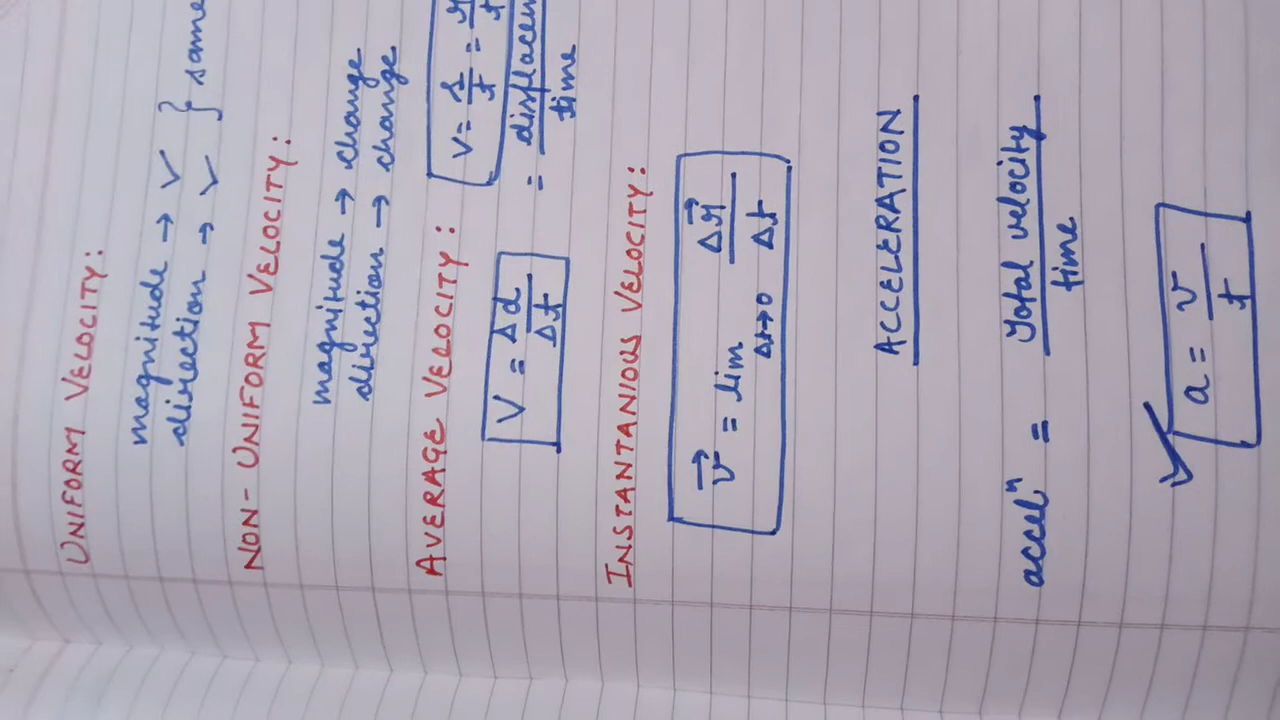 UNIFORM VELOCITY:
magnitude → V } same
direction → V
NON-UNIFORM VELOCITY:
magnitude → change
direction → change
AVERAGE VELOCITY: V = s/t =
V = Δd/Δt =
time
INSTANTANIOUS VELOCITY:
v⃗ = lim Δt→0 Δr⃗/Δt
ACCELERATION
accelⁿ = Total velocity
time
a = v/t